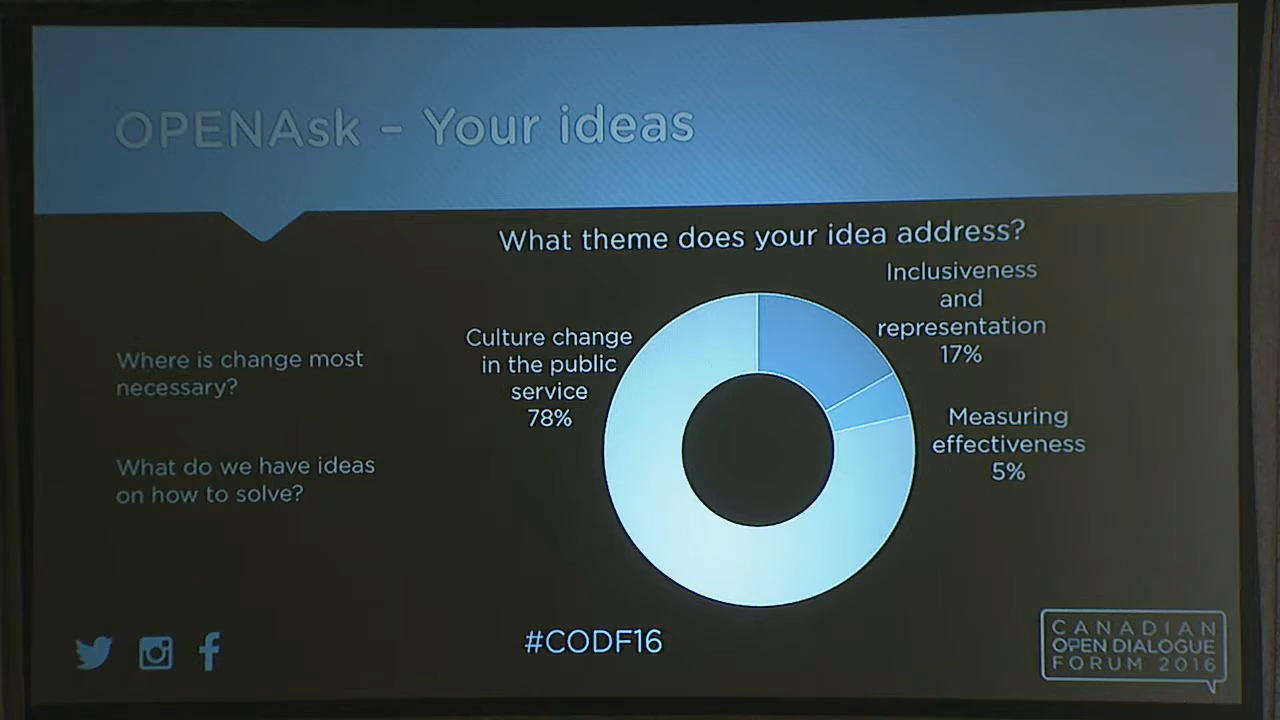 OPENAsk – Your ideas
What theme does your idea address?
Where is change most
necessary?
What do we have ideas
on how to solve?
Culture change
in the public
service
78%
Inclusiveness
and
representation
17%
Measuring
effectiveness
5%
#CODF16
CANADIAN
OPEN DIALOGUE
FORUM 2016